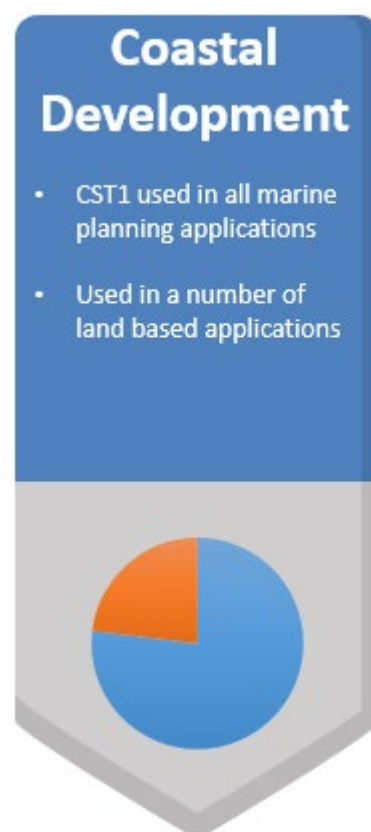 Coastal
Development
• CST1 used in all marine
planning applications
• Used in a number of
land based applications